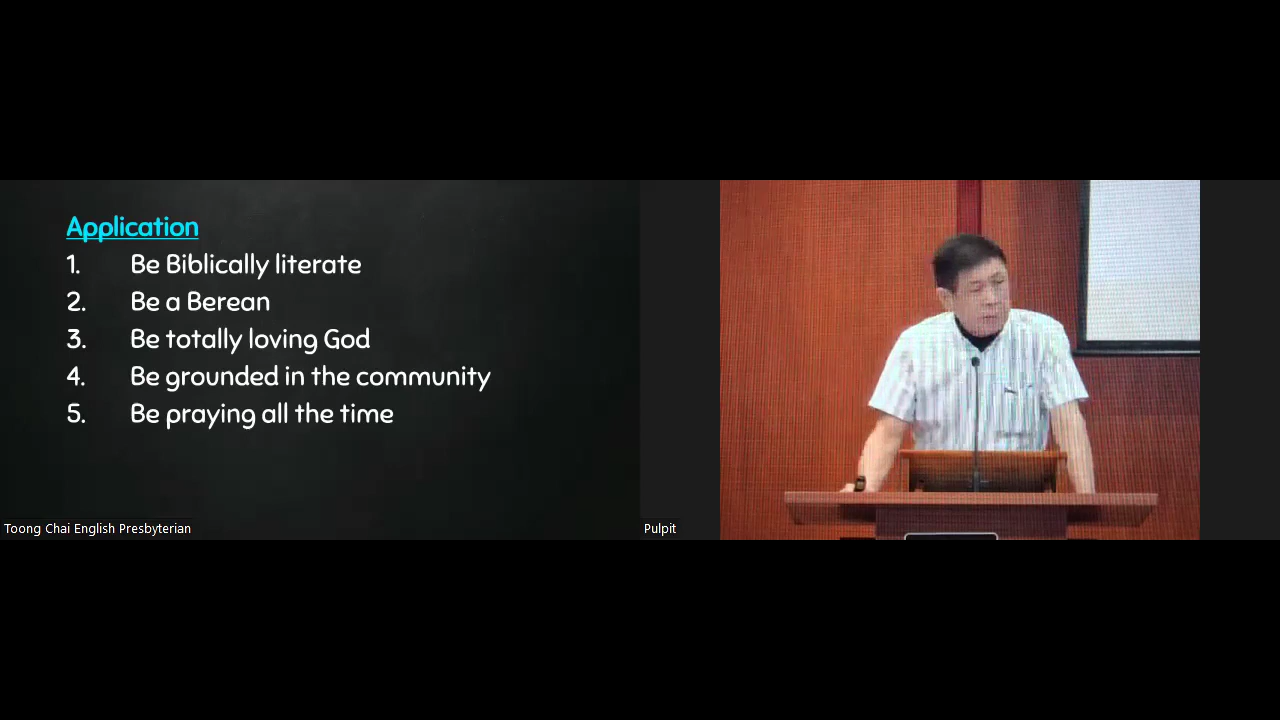 Application
1. Be Biblically literate
2. Be a Berean
3. Be totally loving God
4. Be grounded in the community
5. Be praying all the time
Toong Chai English Presbyterian
Pulpit